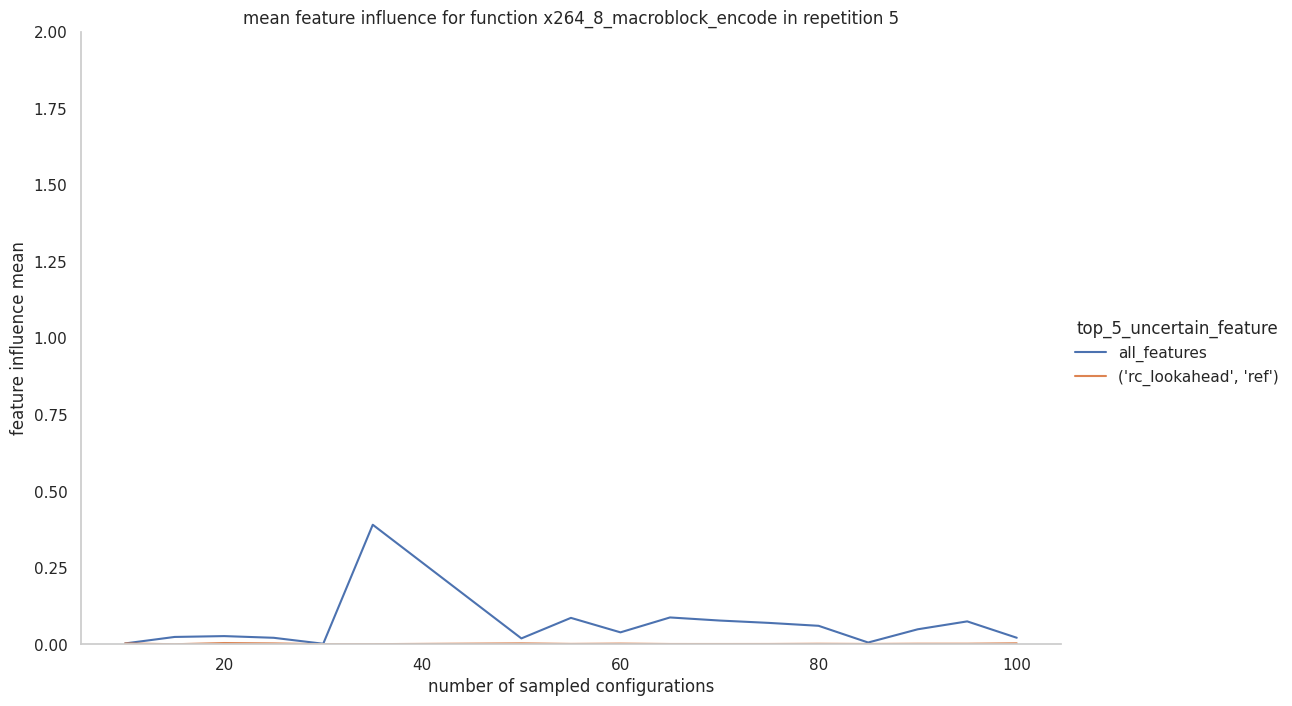 mean feature influence for function x264_8_macroblock_encode in repetition 5
2.00
1.75
1.50
1.25
1.00
0.75
0.50
0.25
0.00
feature influence mean
20
40
60
80
100
number of sampled configurations
top_5_uncertain_feature
all_features
('rc_lookahead', 'ref')